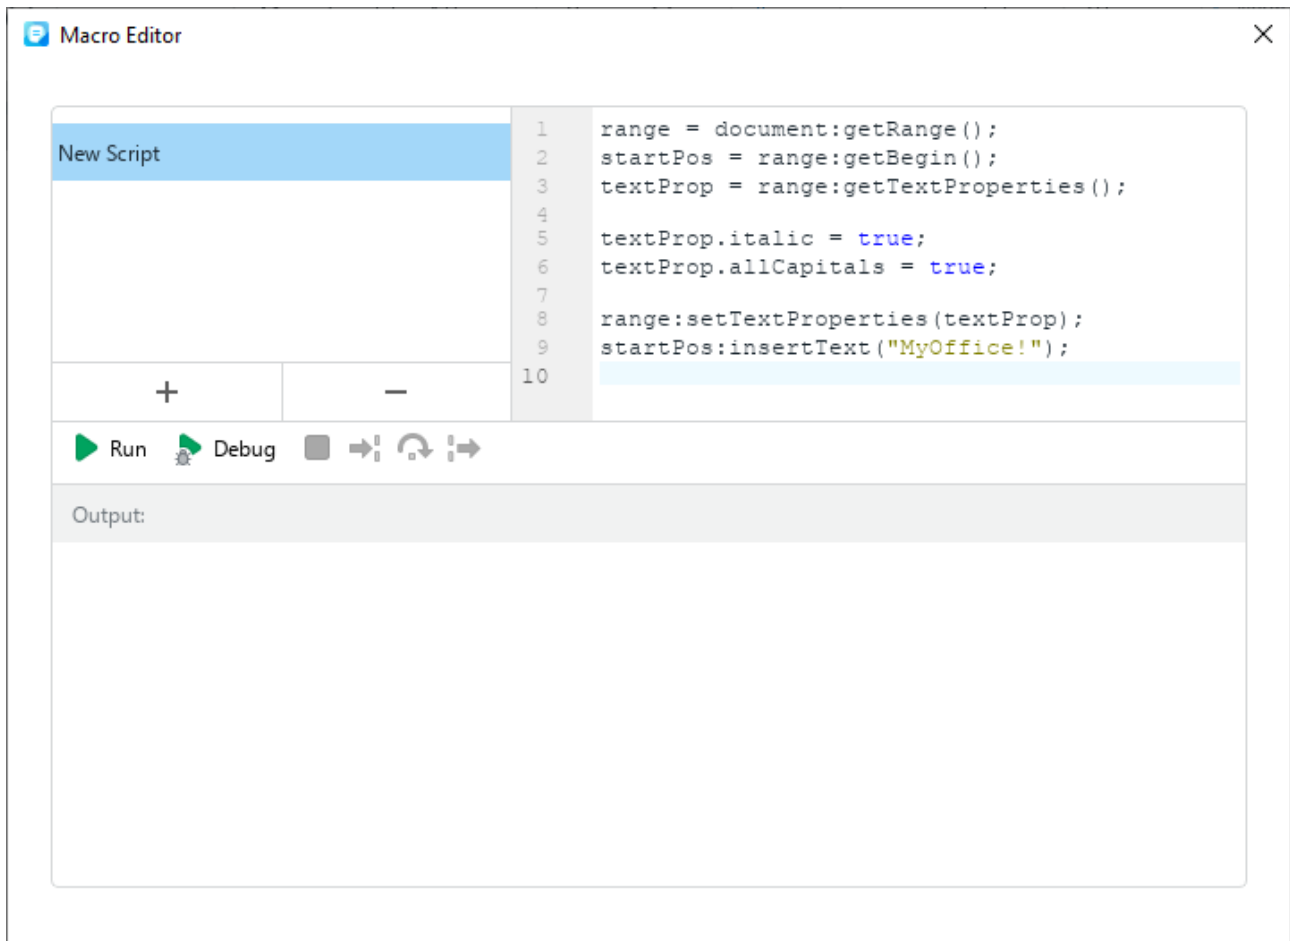 Macro Editor
New Script
1 range = document:getRange();
2 startPos = range:getBegin();
3 textProp = range:getTextProperties();
4
5 textProp.italic = true;
6 textProp.allCapitals = true;
7
8 range:setTextProperties(textProp);
9 startPos:insertText("MyOffice!");
10
Run Debug
Output: